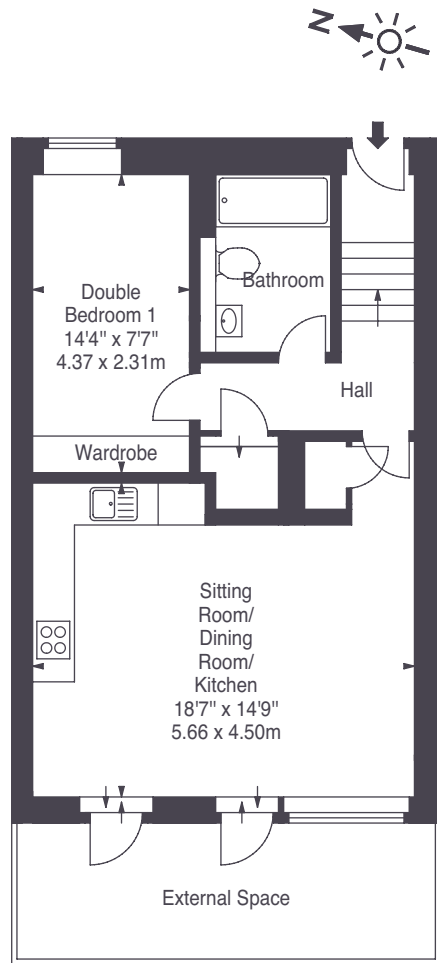 N
Double
Bedroom 1
14'4" x 7'7"
4.37 x 2.31m
Bathroom
Hall
Wardrobe
Sitting
Room/
Dining
Room/
Kitchen
18'7" x 14'9"
5.66 x 4.50m
External Space